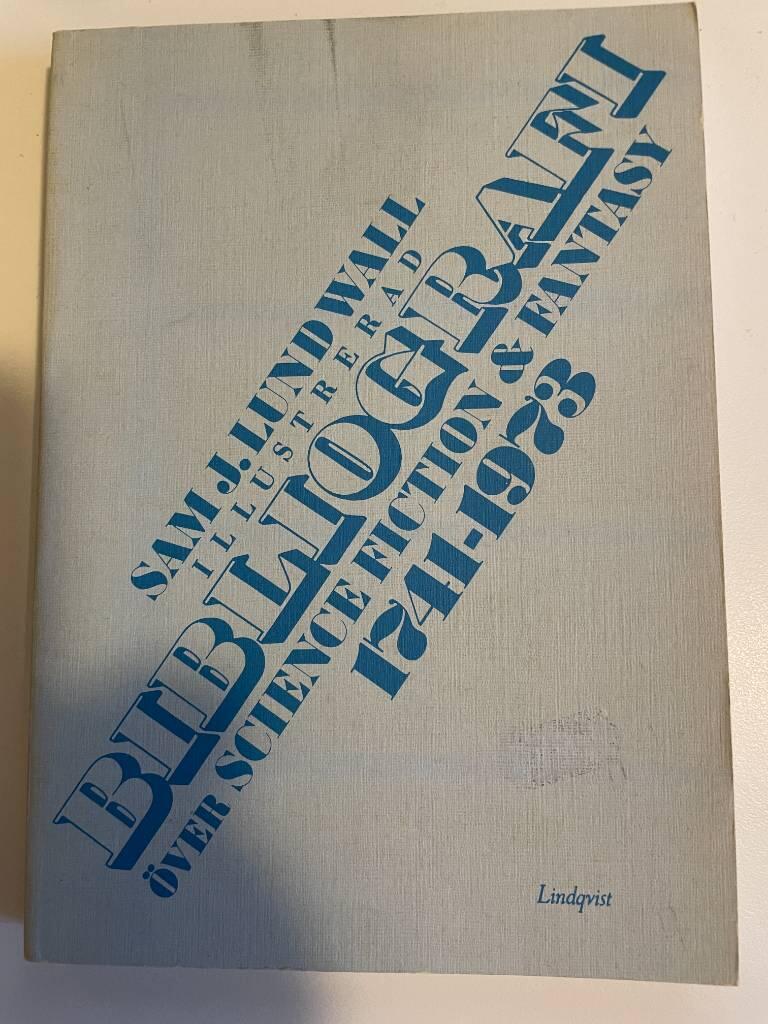 SAM J. LUNDWALL
ILLUSTRERAD
BIBLIOGRAFI
ÖVER SCIENCE FICTION & FANTASY
1741-1973
Lindqvist